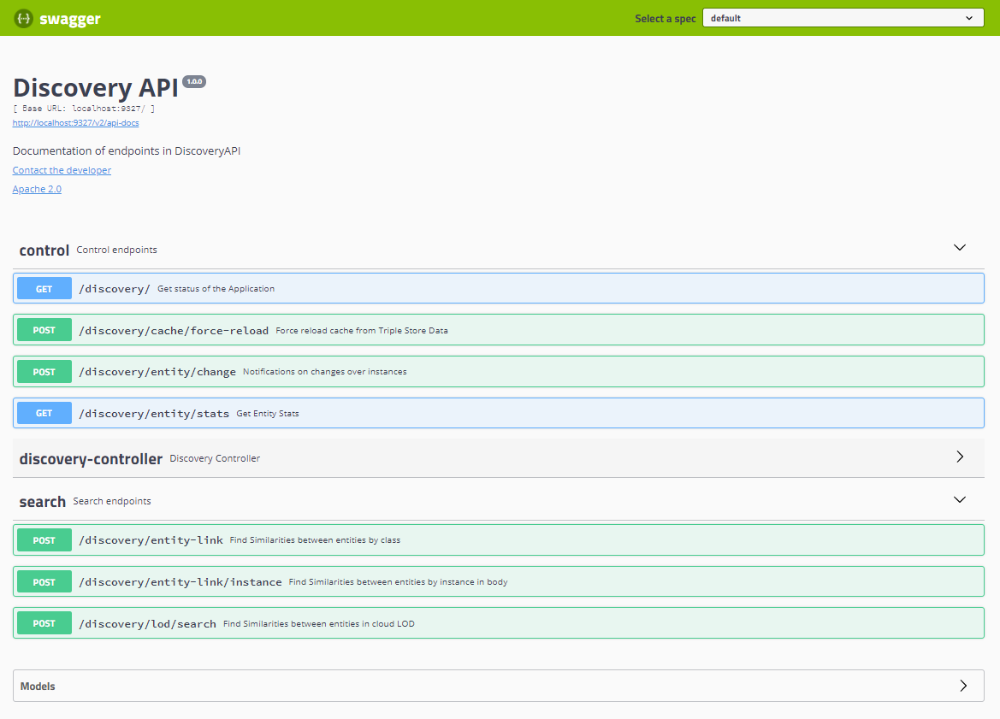 {···} swagger Select a spec default
Discovery API 1.0.0
[ Base URL: localhost:9327/ ]
http://localhost:9327/v2/api-docs
Documentation of endpoints in DiscoveryAPI
Contact the developer
Apache 2.0
control Control endpoints
GET /discovery/ Get status of the Application
POST /discovery/cache/force-reload Force reload cache from Triple Store Data
POST /discovery/entity/change Notifications on changes over instances
GET /discovery/entity/stats Get Entity Stats
discovery-controller Discovery Controller
search Search endpoints
POST /discovery/entity-link Find Similarities between entities by class
POST /discovery/entity-link/instance Find Similarities between entities by instance in body
POST /discovery/lod/search Find Similarities between entities in cloud LOD
Models